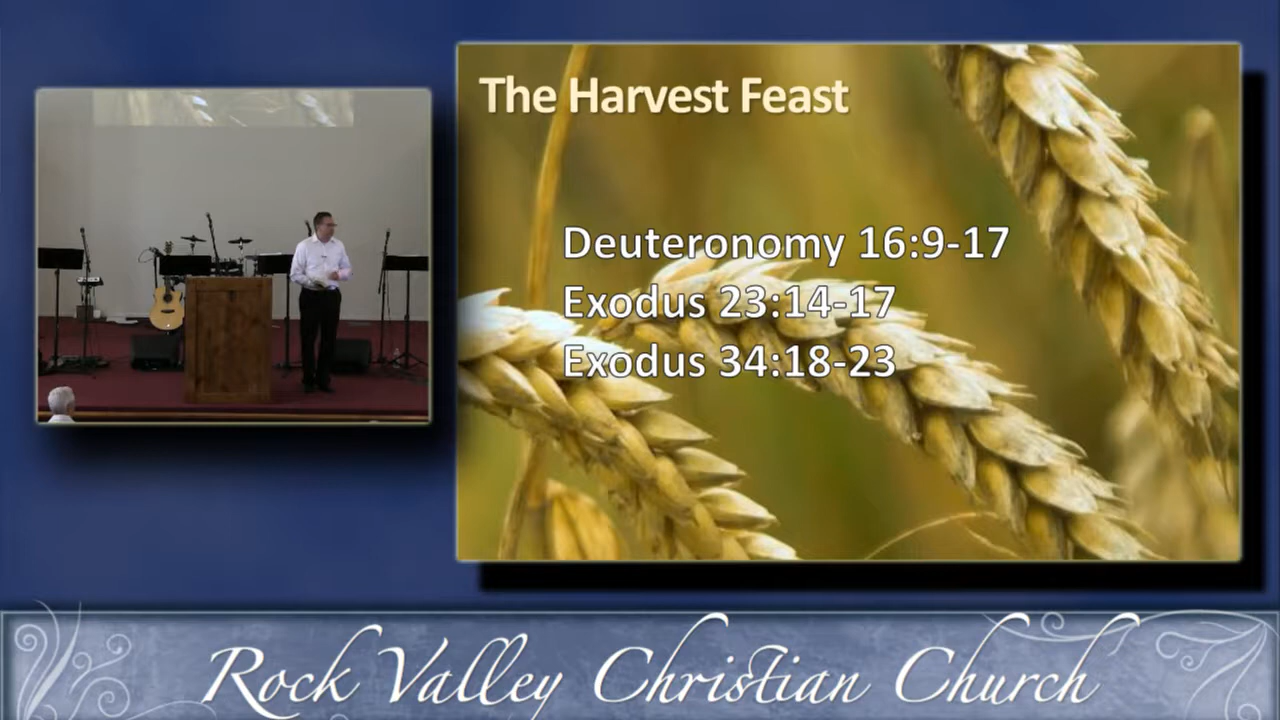 The Harvest Feast
Deuteronomy 16:9-17
Exodus 23:14-17
Exodus 34:18-23
Rock Valley Christian Church